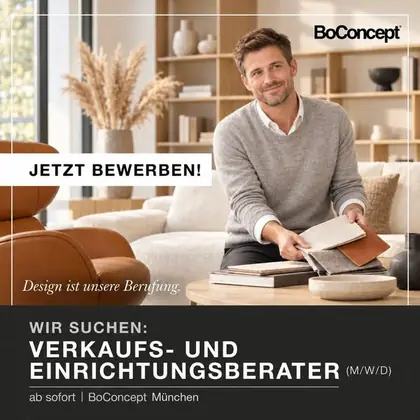 BoConcept®
JETZT BEWERBEN!
Design ist unsere Berufung.
WIR SUCHEN:
VERKAUFS- UND
EINRICHTUNGSBERATER (M/W/D)
ab sofort | BoConcept München